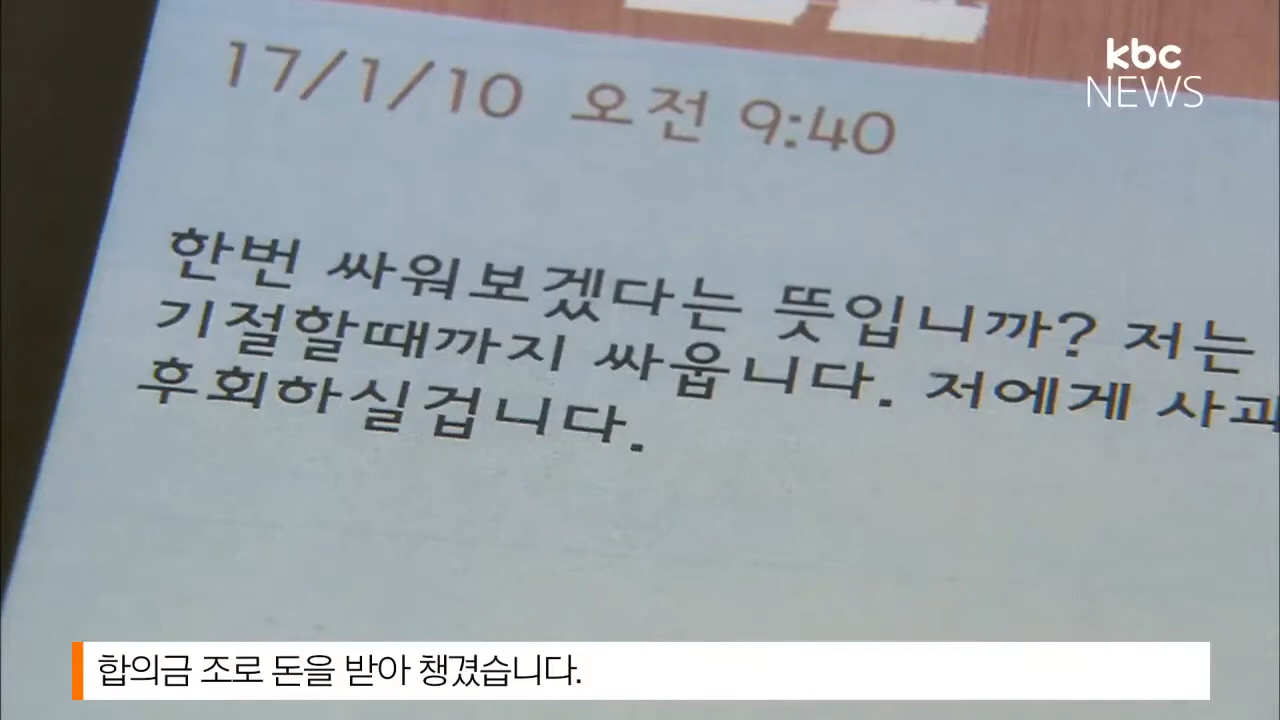 kbc
NEWS
17/1/10 오전 9:40
한번 싸워보겠다는 뜻입니까? 저는
기절할때까지 싸웁니다. 저에게 사과
후회하실겁니다.
합의금 조로 돈을 받아 챙겼습니다.